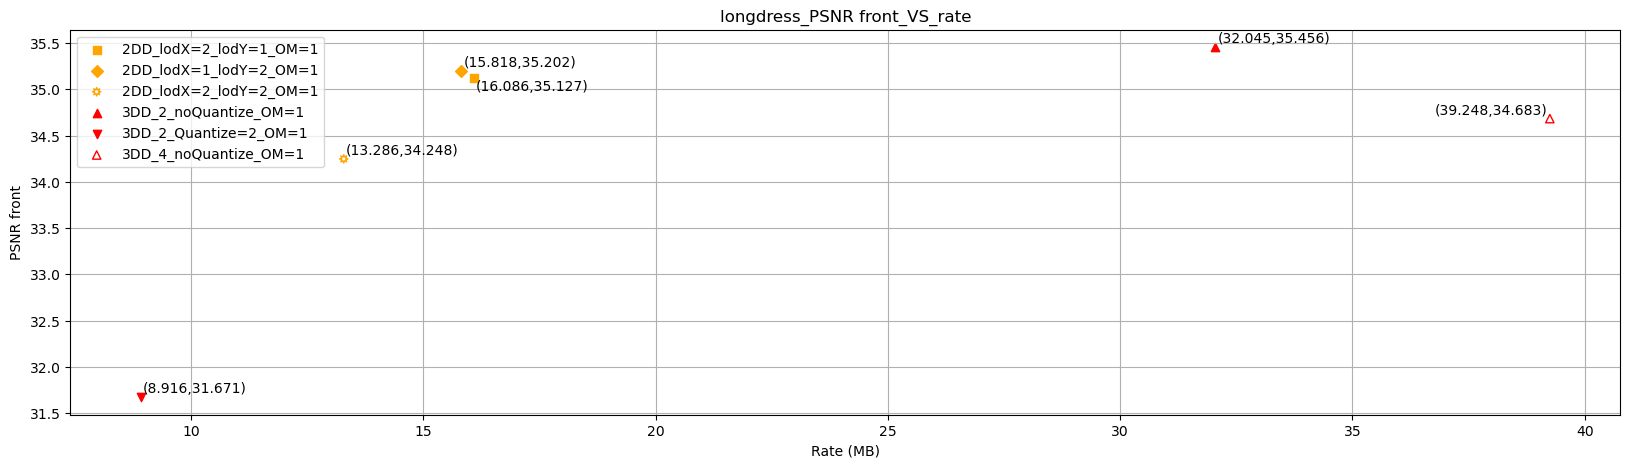 longdress_PSNR front_VS_rate
2DD_lodX=2_lodY=1_OM=1
2DD_lodX=1_lodY=2_OM=1
2DD_lodX=2_lodY=2_OM=1
3DD_2_noQuantize_OM=1
3DD_2_Quantize=2_OM=1
3DD_4_noQuantize_OM=1
(15.818,35.202)
(16.086,35.127)
(13.286,34.248)
(32.045,35.456)
(39.248,34.683)
(8.916,31.671)
PSNR front
35.5
35.0
34.5
34.0
33.5
33.0
32.5
32.0
31.5
10
15
20
25
30
35
40
Rate (MB)